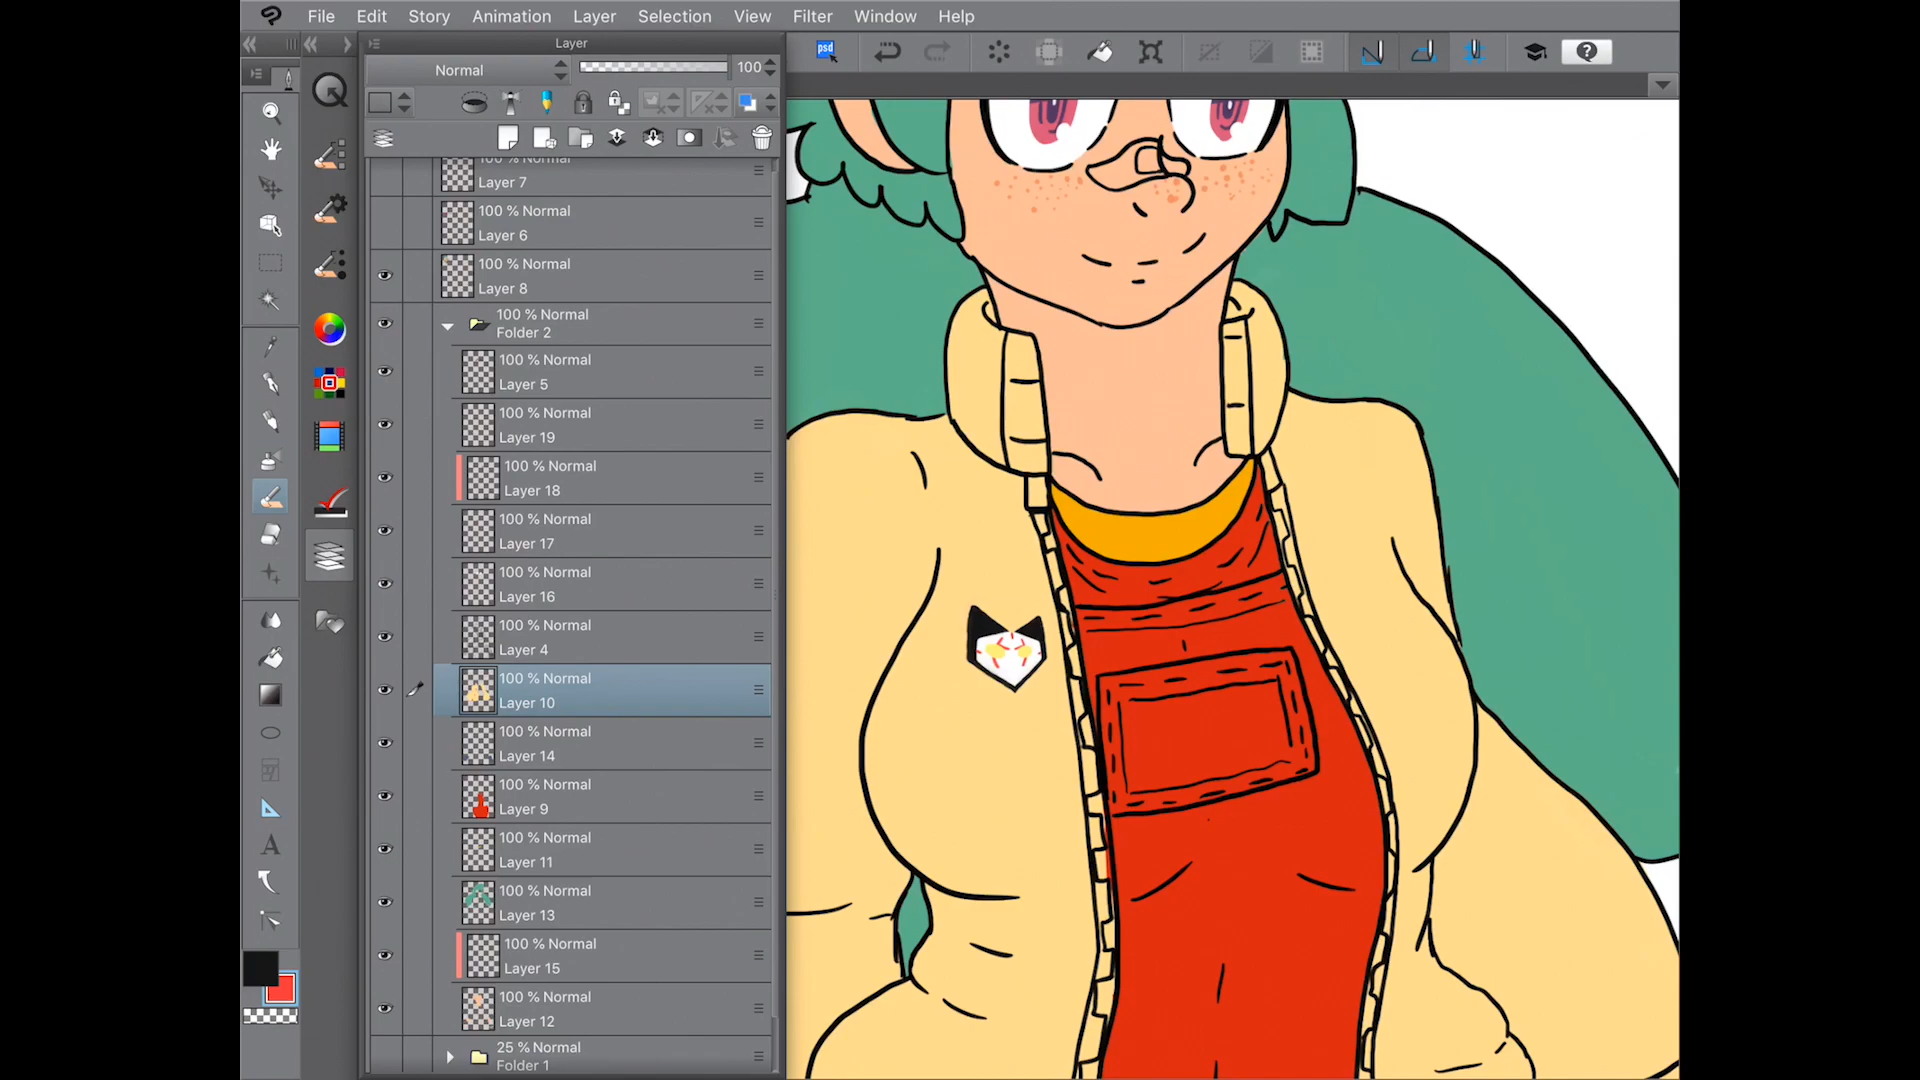 File Edit Story Animation Layer Selection View Filter Window Help
Layer
psd
?
Normal 100
100 % Normal
Layer 7
100 % Normal
Layer 6
100 % Normal
Layer 8
100 % Normal
Folder 2
100 % Normal
Layer 5
100 % Normal
Layer 19
100 % Normal
Layer 18
100 % Normal
Layer 17
100 % Normal
Layer 16
100 % Normal
Layer 4
100 % Normal
Layer 10
100 % Normal
Layer 14
100 % Normal
Layer 9
100 % Normal
Layer 11
100 % Normal
Layer 13
100 % Normal
Layer 15
100 % Normal
Layer 12
25 % Normal
Folder 1